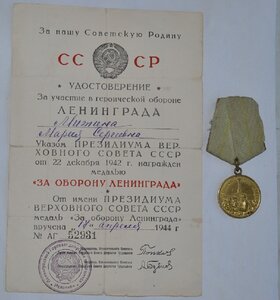 За нашу Советскую Родину
СССР
УДОСТОВЕРЕНИЕ
За участие в героической обороне
ЛЕНИНГРАДА
Мария Сергеевна
Указом ПРЕЗИДИУМА ВЕР-
ХОВНОГО СОВЕТА СССР
от 22 декабря 1942 г. награжден
медалью
«ЗА ОБОРОНУ ЛЕНИНГРАДА»
От имени ПРЕЗИДИУМА
ВЕРХОВНОГО СОВЕТА СССР
медаль «За оборону Ленинграда»
вручена апреля 1944 г.
№ АГ 52981